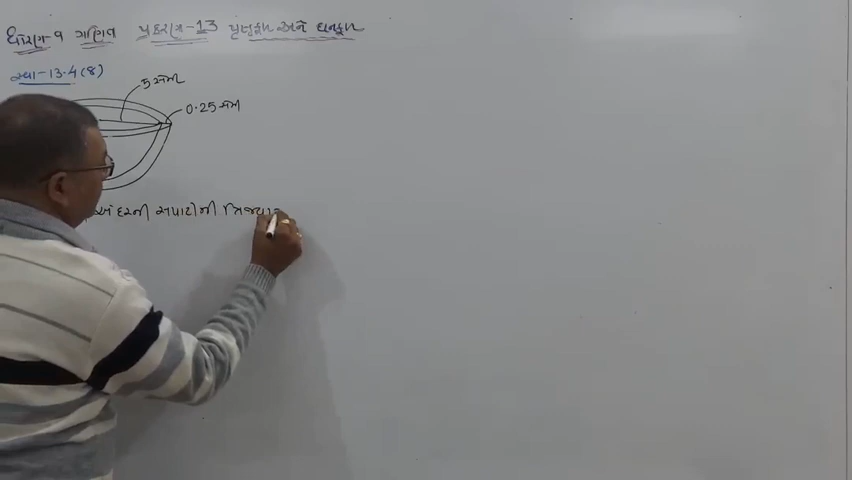 ધોરણ-૧ ગણિત પ્રકરણ-13 પૃષ્ઠફળ અને ઘનફળ
સ્વા-13.4(8)
5 સેમી
0.25 સેમી
અંદરની સપાટીની ત્રિજ્યા